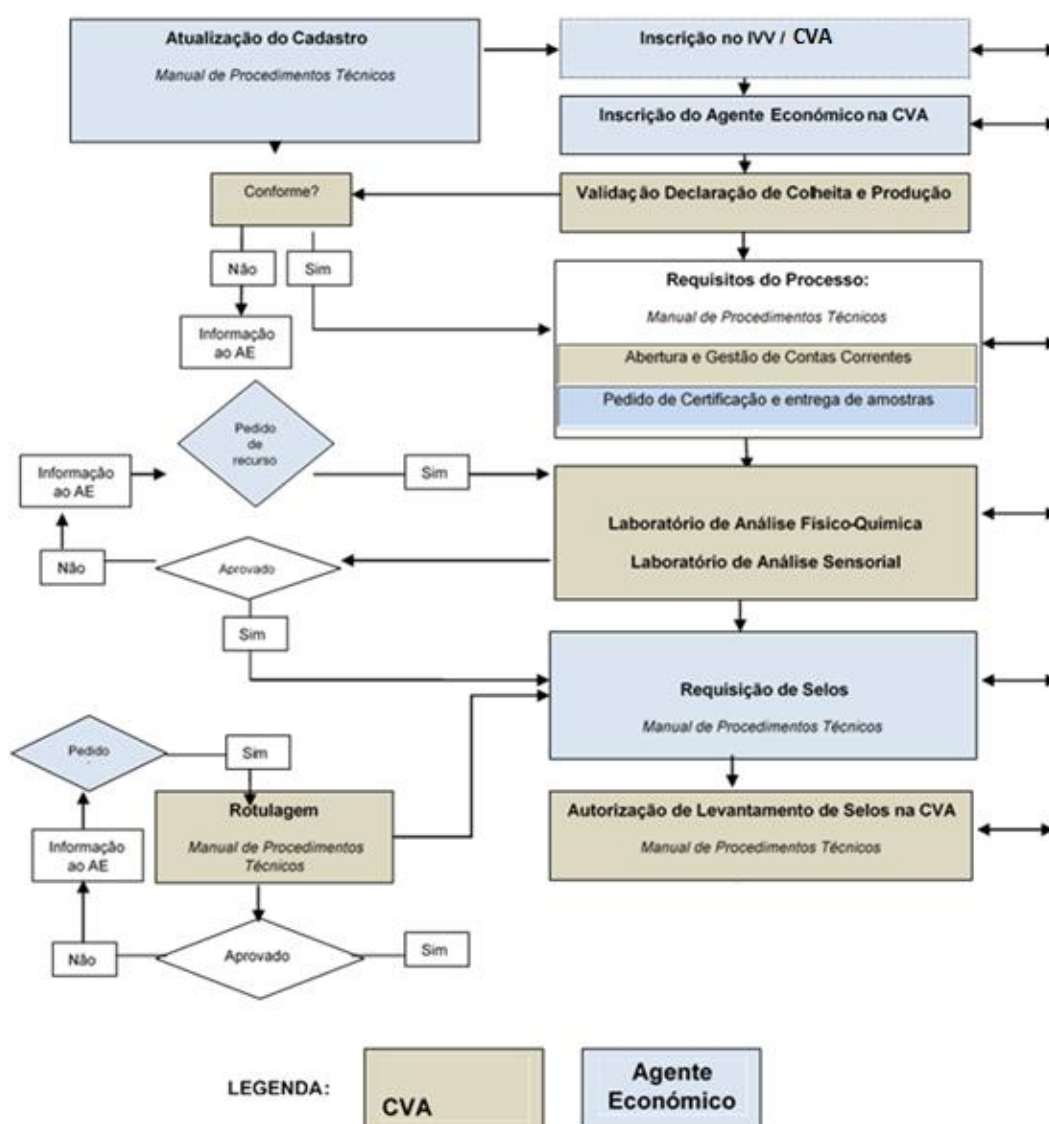 Atualização do Cadastro
Manual de Procedimentos Técnicos
Inscrição no IVV / CVA
Inscrição do Agente Económico na CVA
Conforme?
Validação Declaração de Colheita e Produção
Não
Sim
Informação
ao AE
Requisitos do Processo:
Manual de Procedimentos Técnicos
Abertura e Gestão de Contas Correntes
Pedido de Certificação e entrega de amostras
Pedido
de
recurso
Informação
ao AE
Sim
Laboratório de Análise Físico-Química
Laboratório de Análise Sensorial
Não
Aprovado
Sim
Requisição de Selos
Manual de Procedimentos Técnicos
Pedido
Sim
Rotulagem
Manual de Procedimentos
Técnicos
Autorização de Levantamento de Selos na CVA
Manual de Procedimentos Técnicos
Informação
ao AE
Não
Aprovado
Sim
LEGENDA:
CVA
Agente
Económico